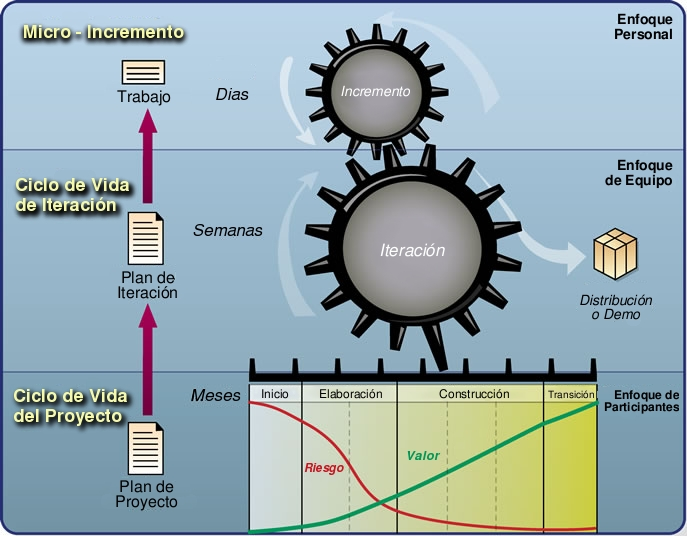 Micro - Incremento
Enfoque
Personal
Trabajo
Días
Incremento
Ciclo de Vida
de Iteración
Enfoque
de Equipo
Semanas
Iteración
Plan de
Iteración
Distribución
o Demo
Ciclo de Vida
del Proyecto
Meses
Inicio
Elaboración
Construcción
Transición
Enfoque de
Participantes
Riesgo
Valor
Plan de
Proyecto